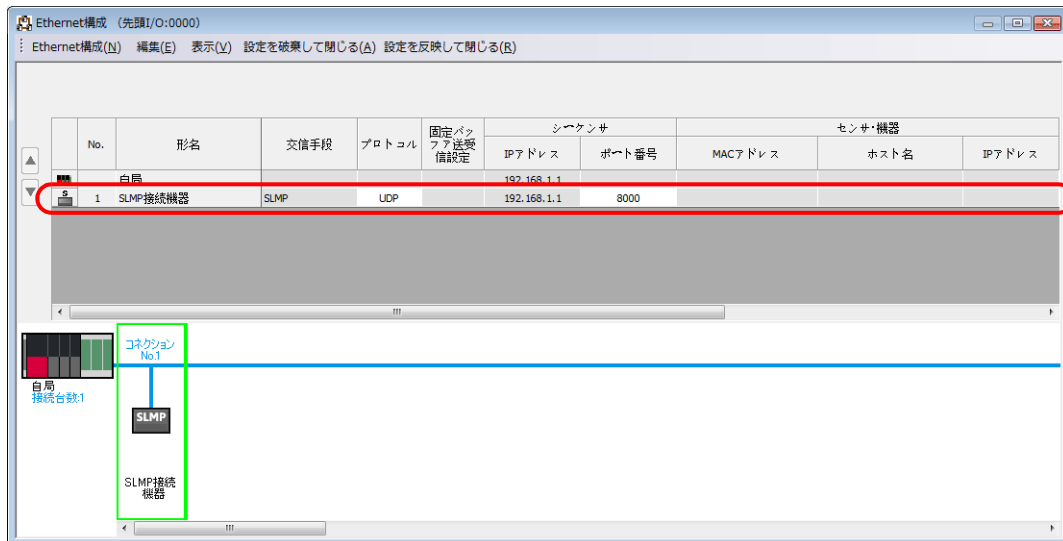 Ethernet構成 (先頭I/O:0000)
Ethernet構成(N) 編集(E) 表示(V) 設定を破棄して閉じる(A) 設定を反映して閉じる(R)
No. 形名 交信手段 プロトコル 固定バッファ送受信設定 シーケンサ センサ・機器
IPアドレス ポート番号 MACアドレス ホスト名 IPアドレス
自局 192.168.1.1
S 1 SLMP接続機器 SLMP UDP 192.168.1.1 8000
コネクション
No.1
自局
接続台数:1
SLMP
SLMP接続
機器